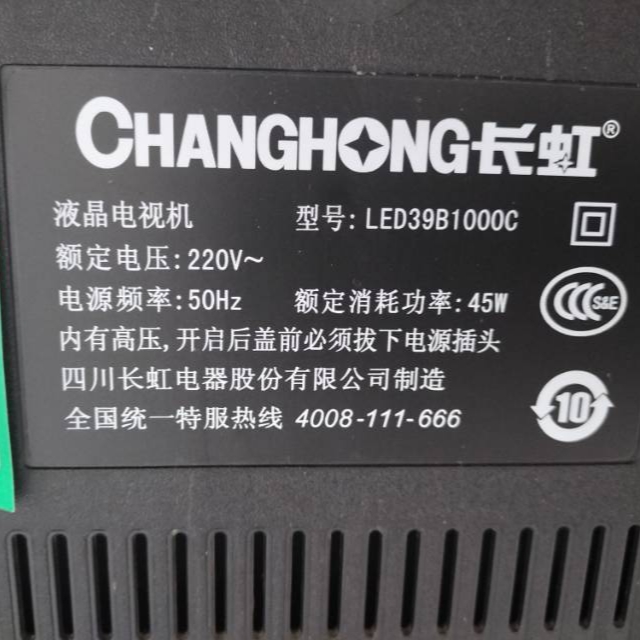 CHANGHONG长虹®
液晶电视机 型号: LED39B1000C
额定电压: 220V~
电源频率: 50Hz 额定消耗功率: 45W
CCC S&E
内有高压,开启后盖前必须拔下电源插头
四川长虹电器股份有限公司制造
10
全国统一特服热线 4008-111-666